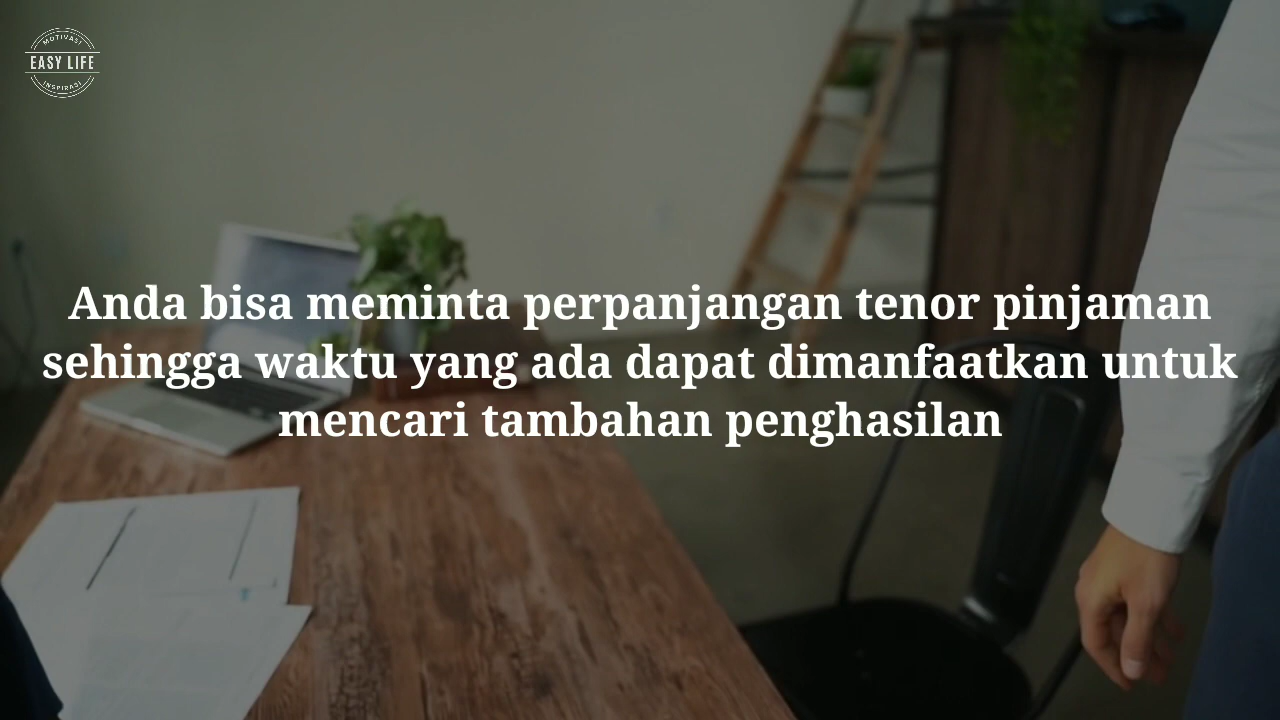 MOTIVASI
EASY LIFE
INSPIRASI
Anda bisa meminta perpanjangan tenor pinjaman
sehingga waktu yang ada dapat dimanfaatkan untuk
mencari tambahan penghasilan